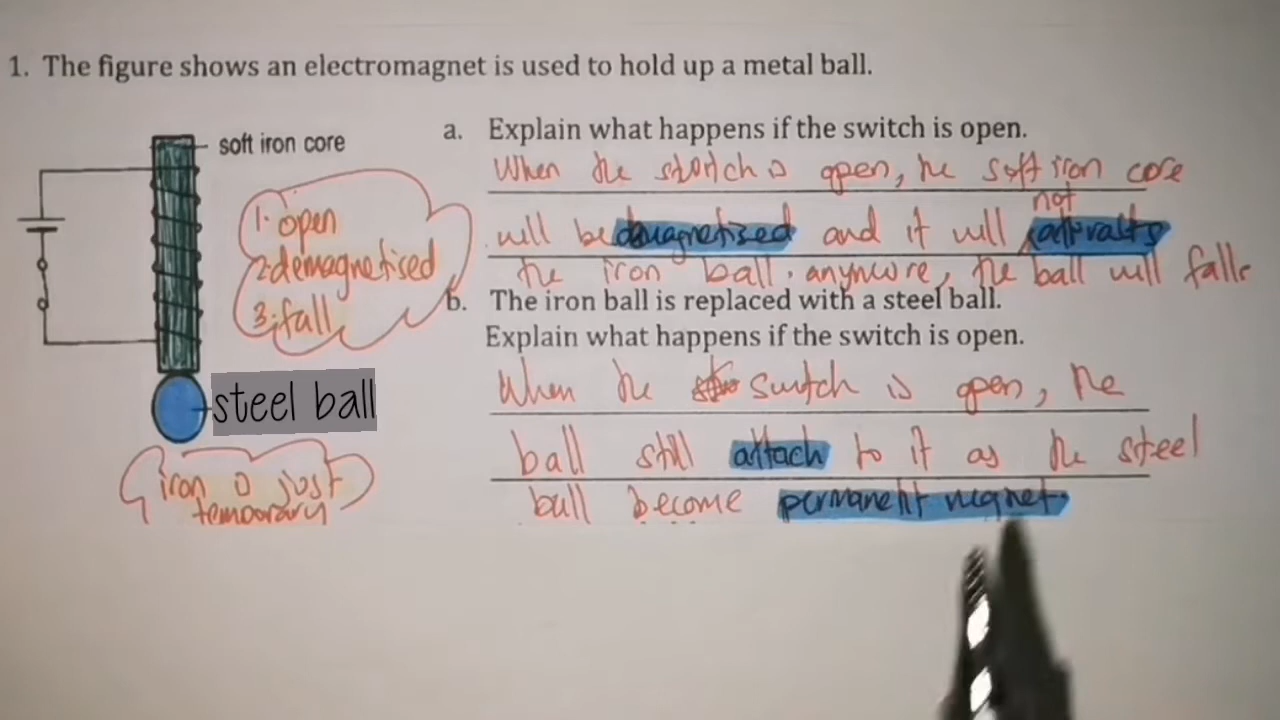 1. The figure shows an electromagnet is used to hold up a metal ball.
soft iron core
1. open
2. demagnetised
3. fall
steel ball
iron is just
temporary
a. Explain what happens if the switch is open.
When the switch is open, the soft iron core
will be demagnetised and it will not attracts
the iron ball. anymore, the ball will falls
b. The iron ball is replaced with a steel ball.
Explain what happens if the switch is open.
When the switch is open, the
ball still attach to it as the steel
ball become permanent magnet.